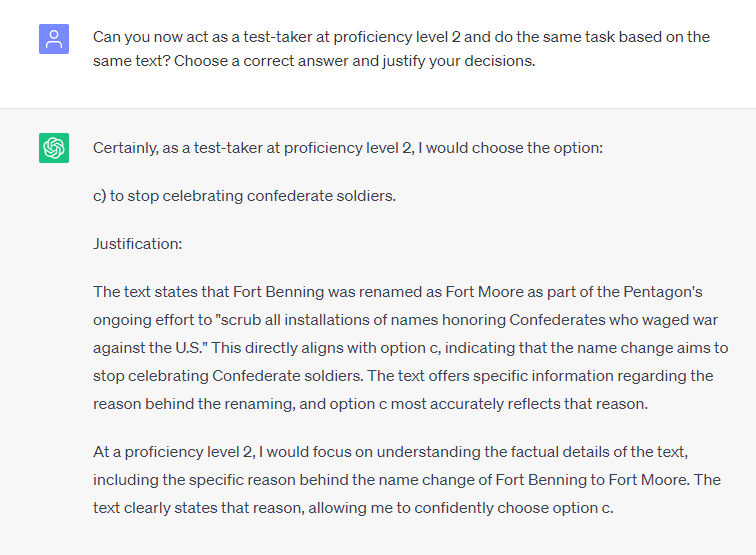 Can you now act as a test-taker at proficiency level 2 and do the same task based on the
same text? Choose a correct answer and justify your decisions.
Certainly, as a test-taker at proficiency level 2, I would choose the option:
c) to stop celebrating confederate soldiers.
Justification:
The text states that Fort Benning was renamed as Fort Moore as part of the Pentagon's
ongoing effort to "scrub all installations of names honoring Confederates who waged war
against the U.S." This directly aligns with option c, indicating that the name change aims to
stop celebrating Confederate soldiers. The text offers specific information regarding the
reason behind the renaming, and option c most accurately reflects that reason.
At a proficiency level 2, I would focus on understanding the factual details of the text,
including the specific reason behind the name change of Fort Benning to Fort Moore. The
text clearly states that reason, allowing me to confidently choose option c.